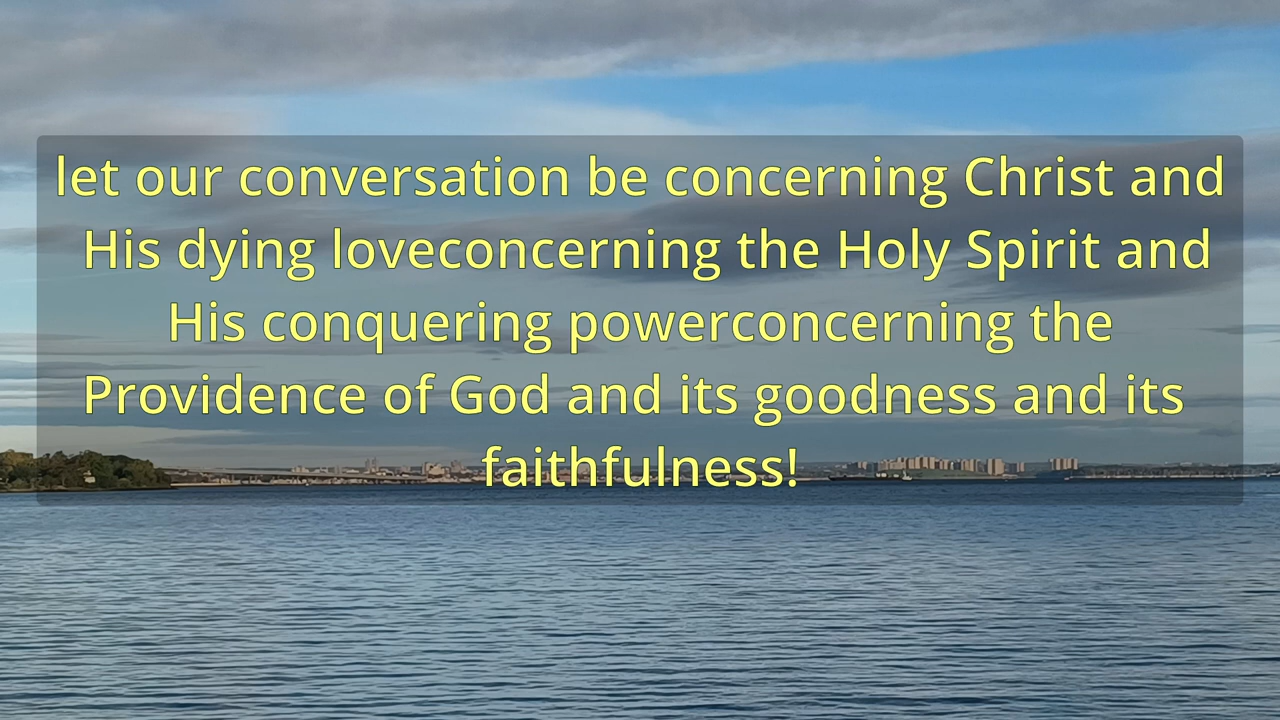 let our conversation be concerning Christ and
His dying loveconcerning the Holy Spirit and
His conquering powerconcerning the
Providence of God and its goodness and its
faithfulness!